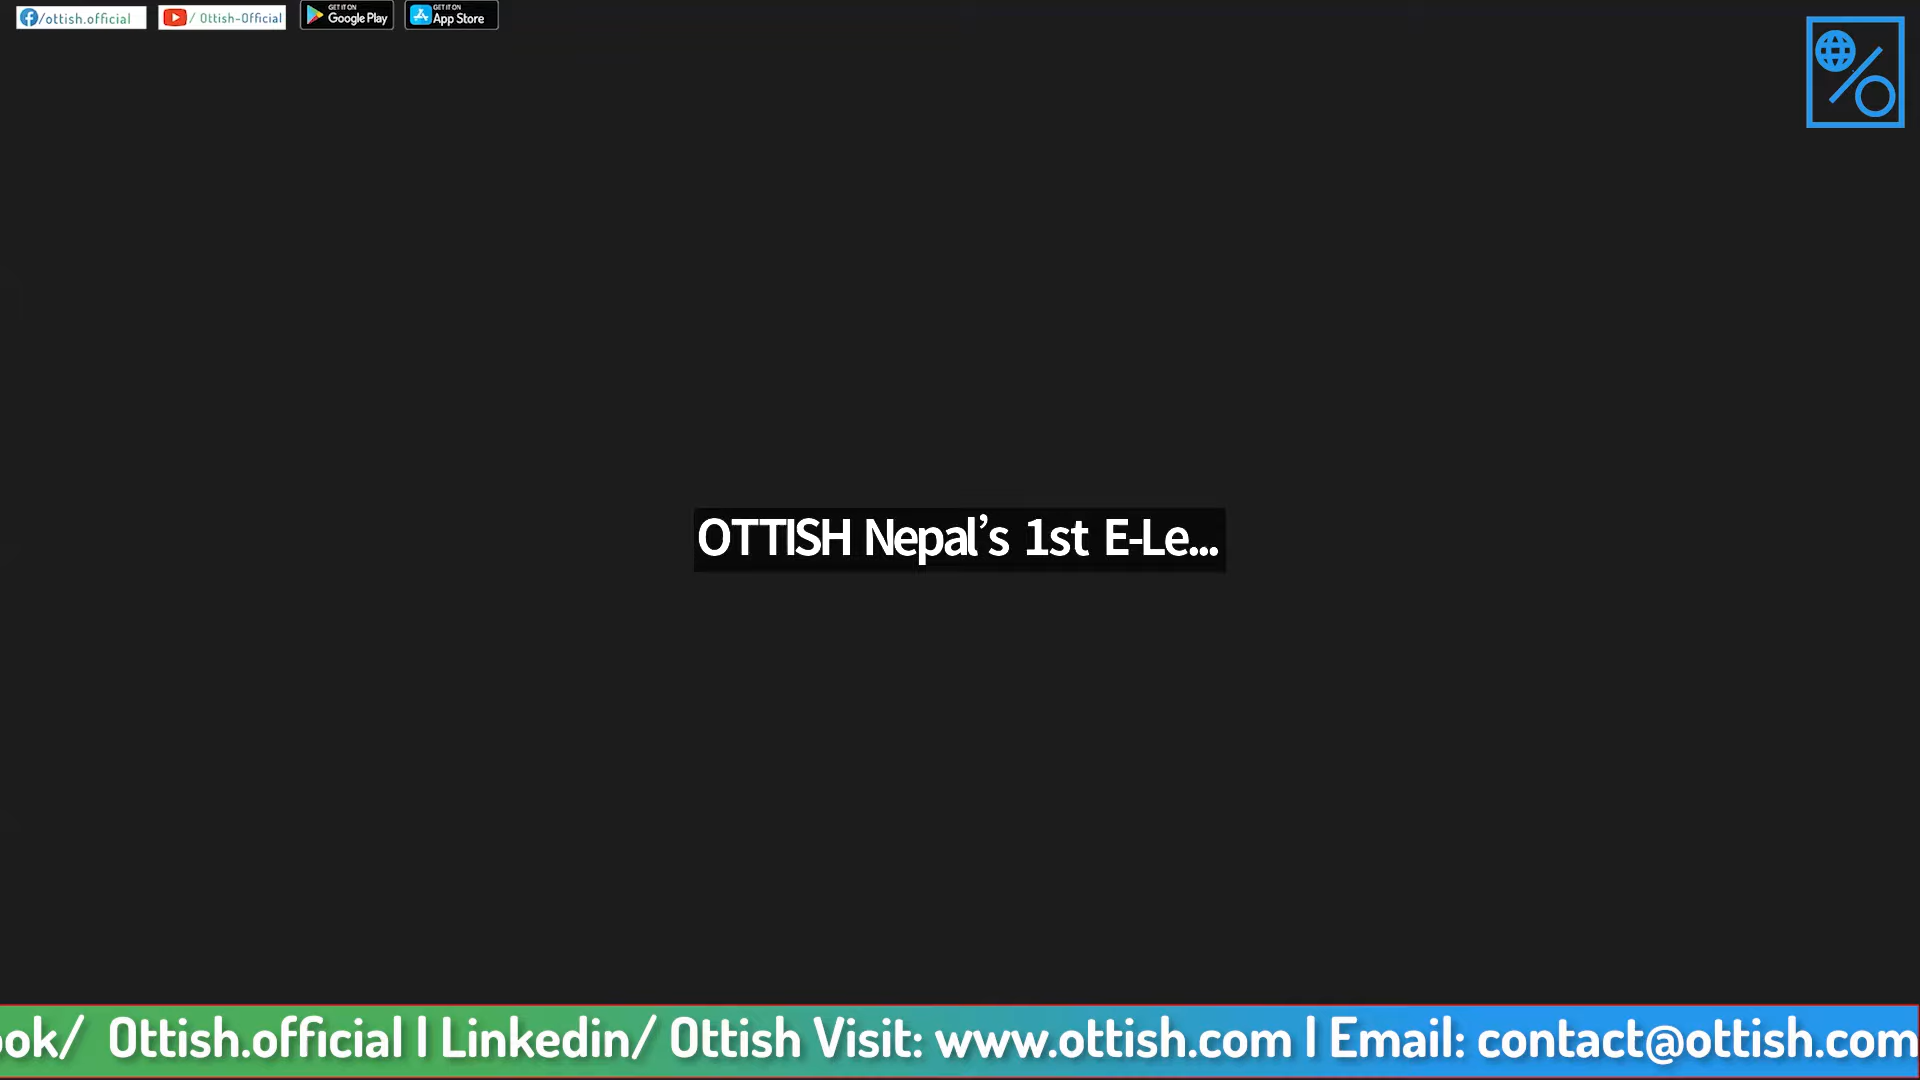 /ottish.official
/ Ottish-Official
GET IT ON
Google Play
GET IT ON
App Store
OTTISH Nepal’s 1st E-Le...
ook/ Ottish.official | Linkedin/ Ottish Visit: www.ottish.com | Email: contact@ottish.com